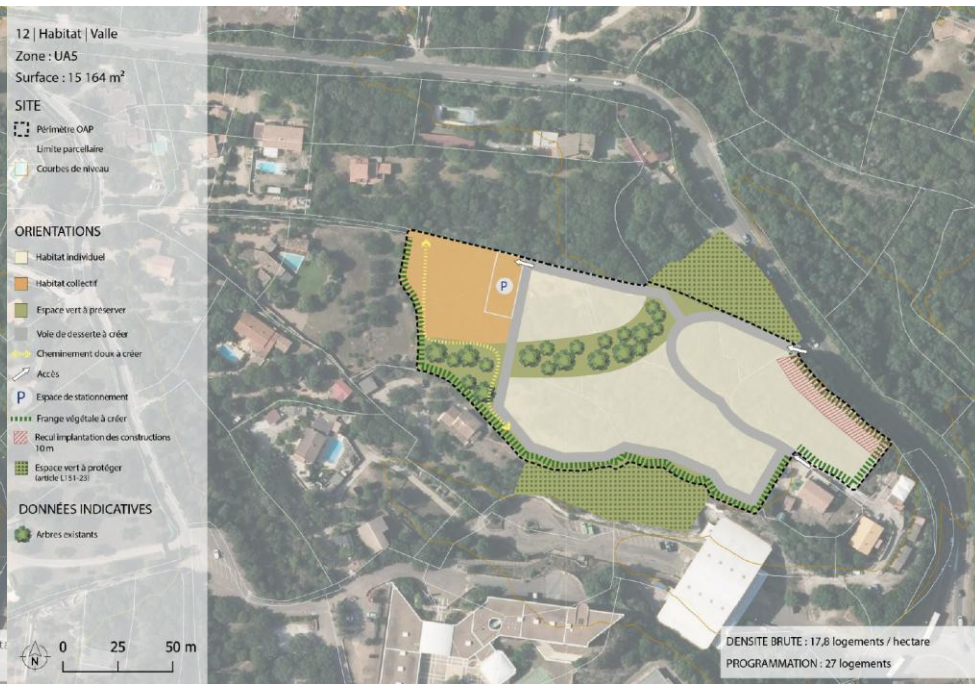 12 | Habitat | Valle
Zone : UA5
Surface : 15 164 m²
SITE
Périmètre OAP
Limite parcellaire
Courbes de niveau
ORIENTATIONS
Habitat individuel
Habitat collectif
Espace vert à préserver
Voie de desserte à créer
Cheminement doux à créer
Accès
P Espace de stationnement
Frange végétale à créer
Recul implantation des constructions
10 m
Espace vert à protéger
(article L151-23)
DONNÉES INDICATIVES
Arbres existants
P
N
0 25 50 m
DENSITE BRUTE : 17,8 logements / hectare
PROGRAMMATION : 27 logements